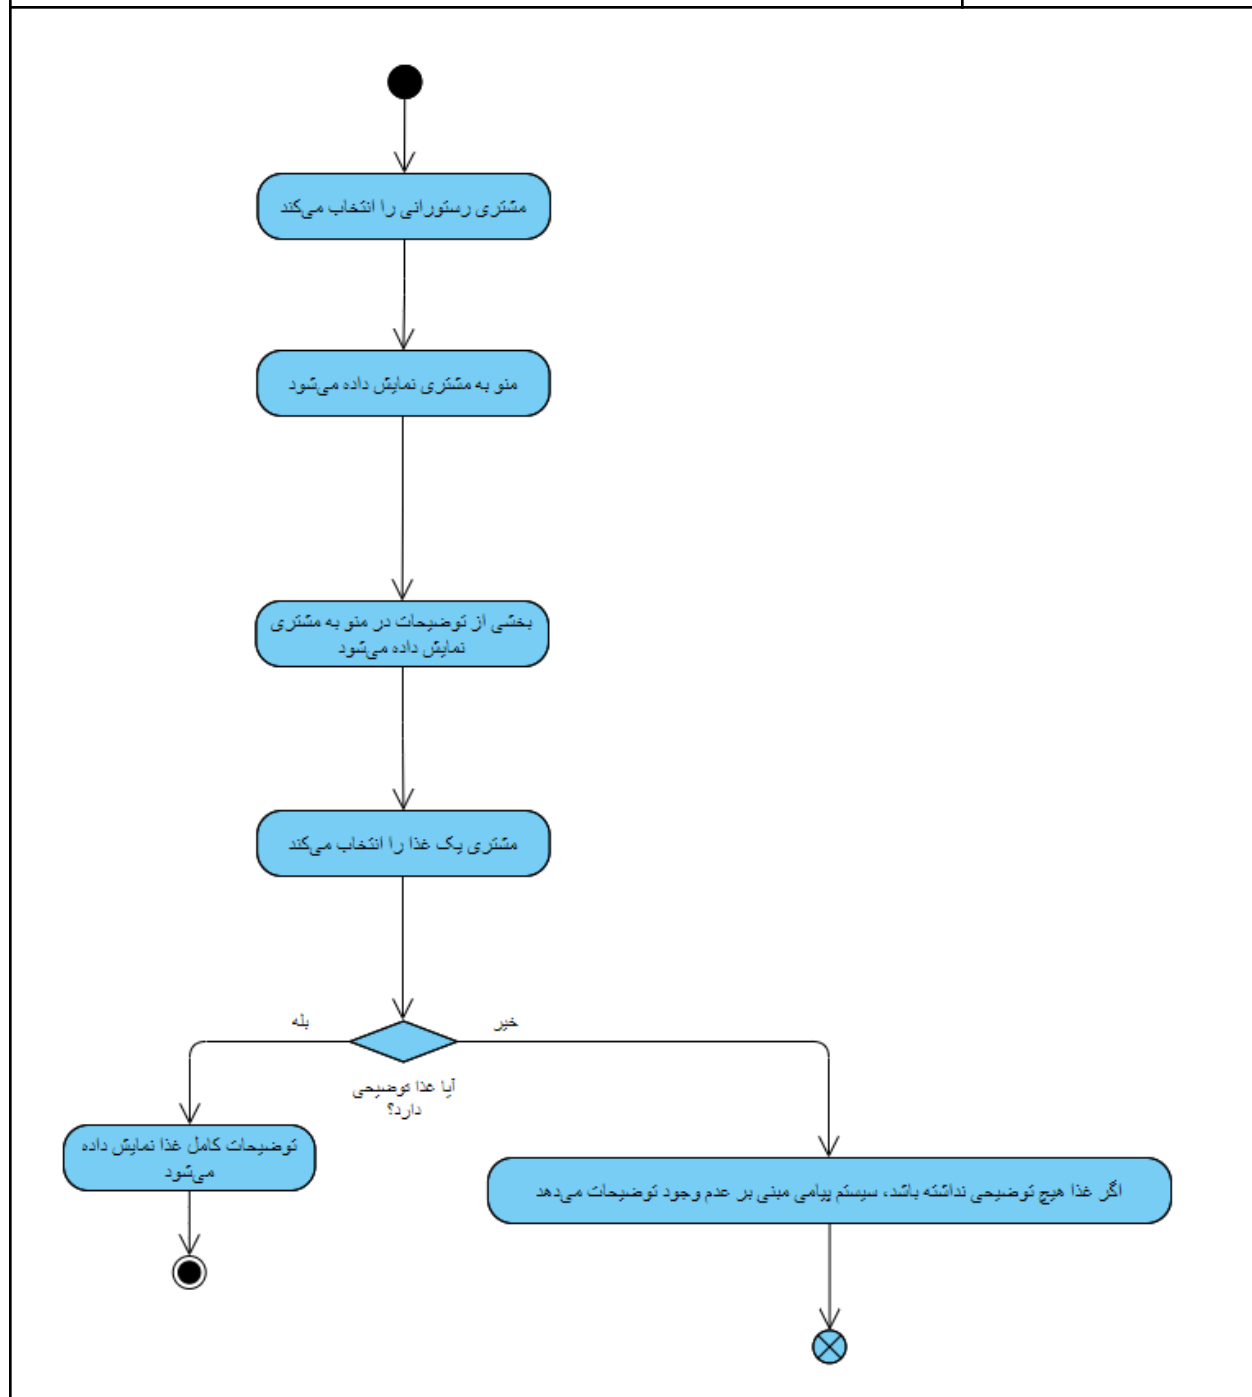 مشتری رستورانی را انتخاب می‌کند
منو به مشتری نمایش داده می‌شود
بخشی از توضیحات در منو به مشتری
نمایش داده می‌شود
مشتری یک غذا را انتخاب می‌کند
بله
خیر
آیا غذا توضیحی
دارد؟
توضیحات کامل غذا نمایش داده
می‌شود
اگر غذا هیچ توضیحی نداشته باشد، سیستم پیامی مبنی بر عدم وجود توضیحات می‌دهد